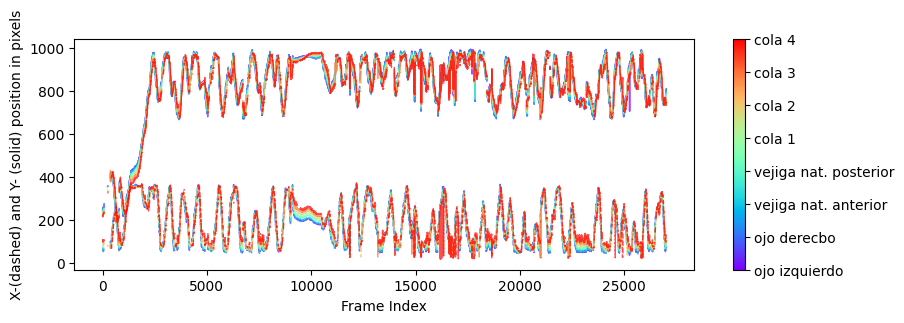 X-(dashed) and Y- (solid) position in pixels
1000
800
600
400
200
0
0
5000
10000
15000
20000
25000
Frame Index
cola 4
cola 3
cola 2
cola 1
vejiga nat. posterior
vejiga nat. anterior
ojo derecbo
ojo izquierdo